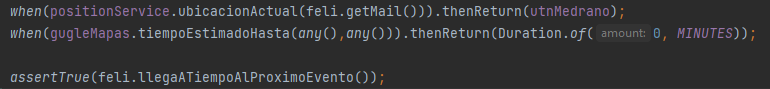 when(positionService.ubicacionActual(feli.getMail())).thenReturn(utnMedrano);
when(gugleMapas.tiempoEstimadoHasta(any(),any())).thenReturn(Duration.of( amount: 0, MINUTES));
assertTrue(feli.llegaATiempoAlProximoEvento());